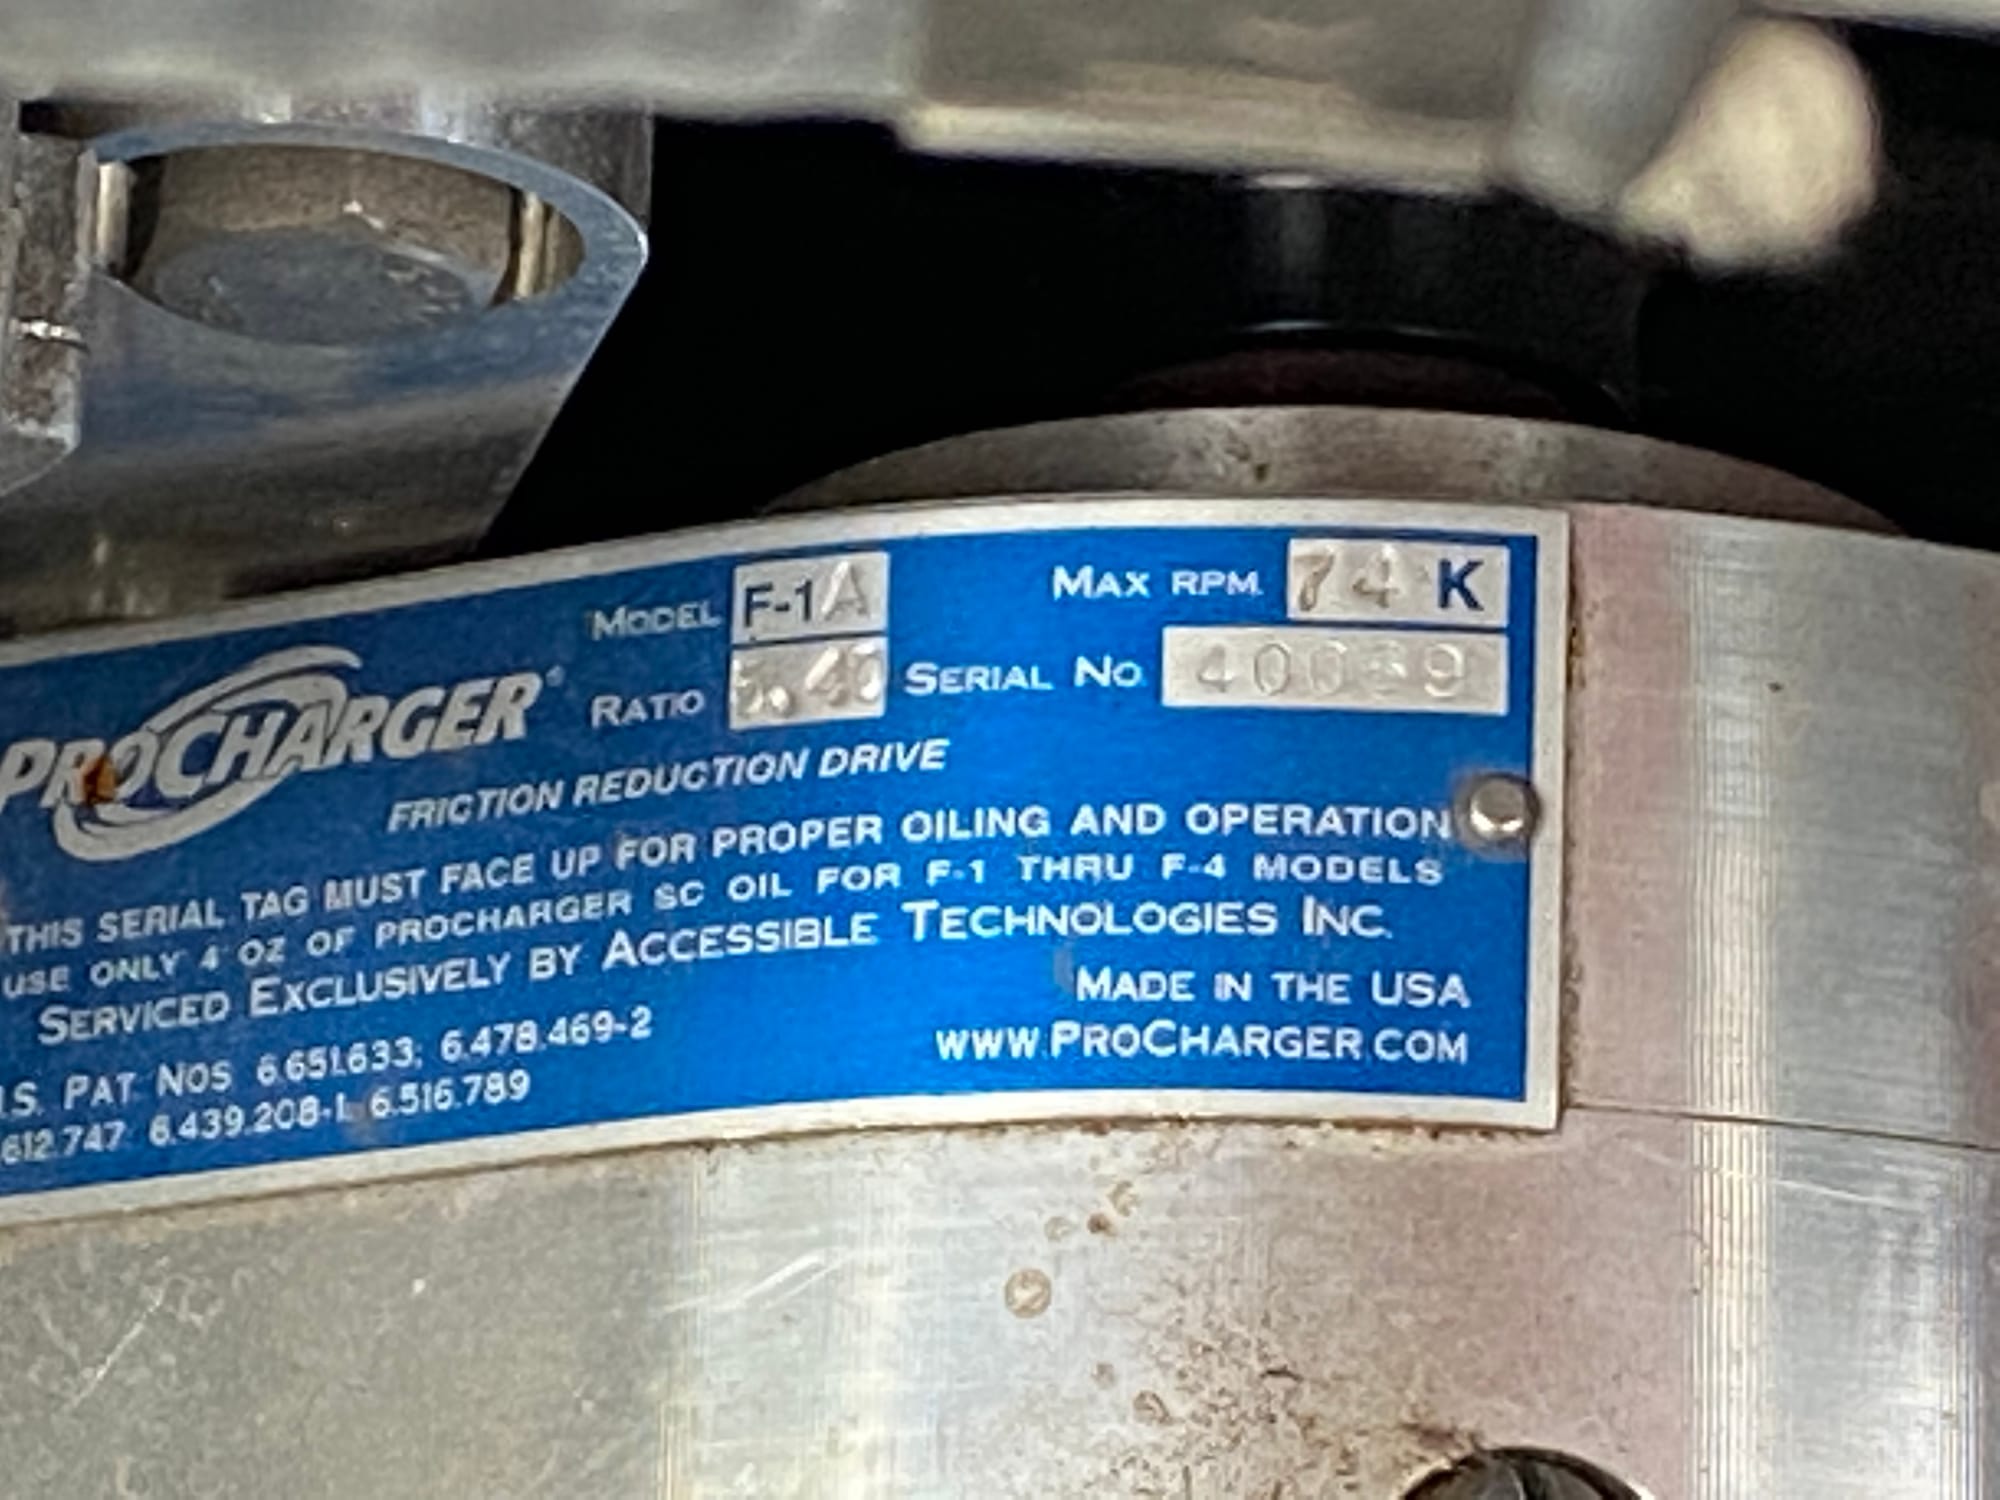 MODEL F-1A MAX RPM 74 K
PROCHARGER® RATIO 5.40 SERIAL NO. 40039
FRICTION REDUCTION DRIVE
THIS SERIAL TAG MUST FACE UP FOR PROPER OILING AND OPERATION
USE ONLY 4 OZ OF PROCHARGER SC OIL FOR F-1 THRU F-4 MODELS
SERVICED EXCLUSIVELY BY ACCESSIBLE TECHNOLOGIES INC.
MADE IN THE USA
WWW.PROCHARGER.COM
.S. PAT NOS 6.651.633; 6.478.469-2
612.747 6.439.208-1, 6.516.789